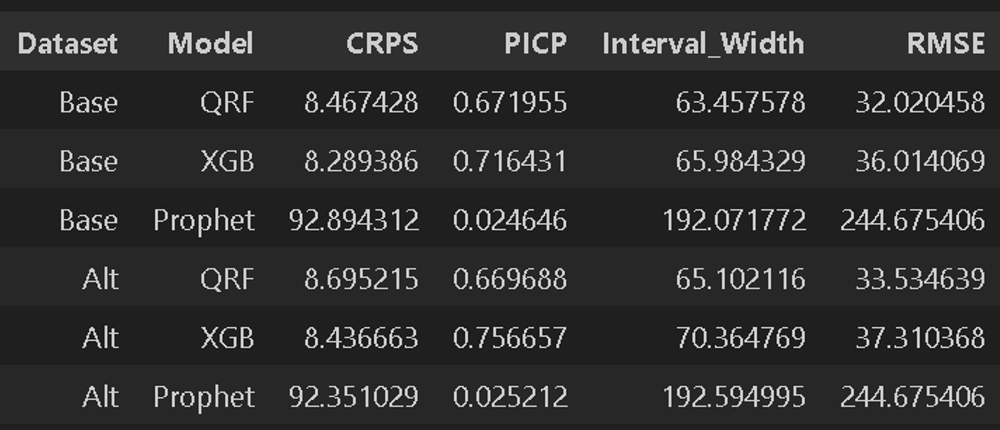 Dataset Model CRPS PICP Interval_Width RMSE
Base QRF 8.467428 0.671955 63.457578 32.020458
Base XGB 8.289386 0.716431 65.984329 36.014069
Base Prophet 92.894312 0.024646 192.071772 244.675406
Alt QRF 8.695215 0.669688 65.102116 33.534639
Alt XGB 8.436663 0.756657 70.364769 37.310368
Alt Prophet 92.351029 0.025212 192.594995 244.675406